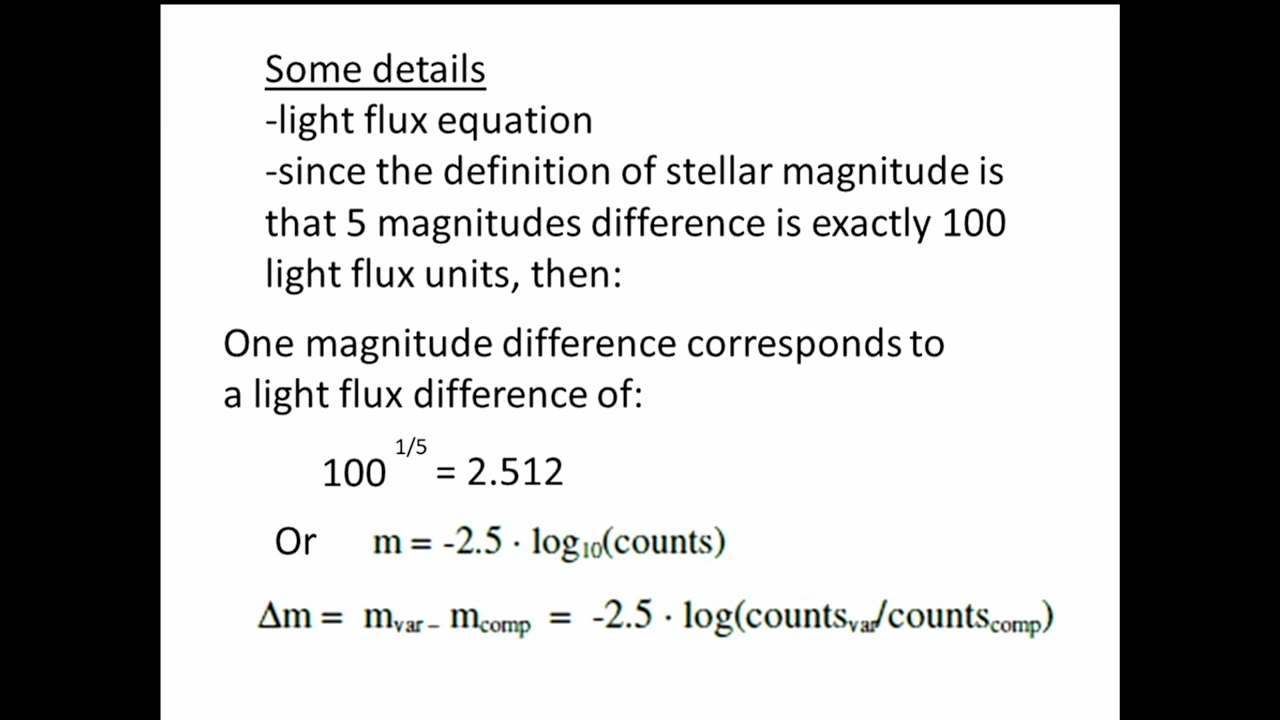 Some details
-light flux equation
-since the definition of stellar magnitude is
that 5 magnitudes difference is exactly 100
light flux units, then:
One magnitude difference corresponds to
a light flux difference of:
100 1/5 = 2.512
Or m = -2.5 · log10(counts)
Δm = mvar – mcomp = -2.5 · log(countsvar/countscomp)